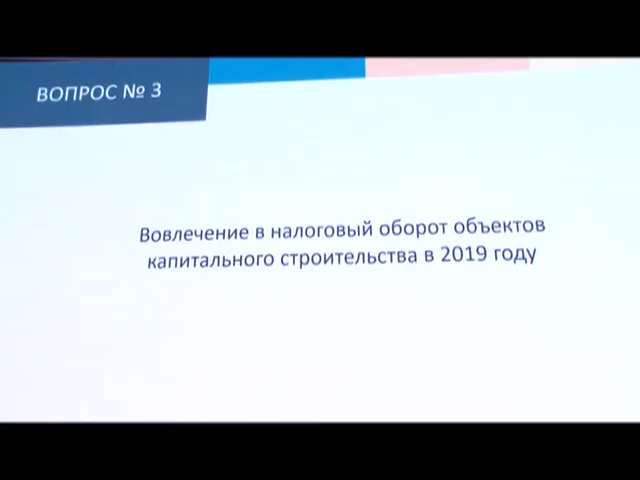 ВОПРОС № 3
Вовлечение в налоговый оборот объектов
капитального строительства в 2019 году